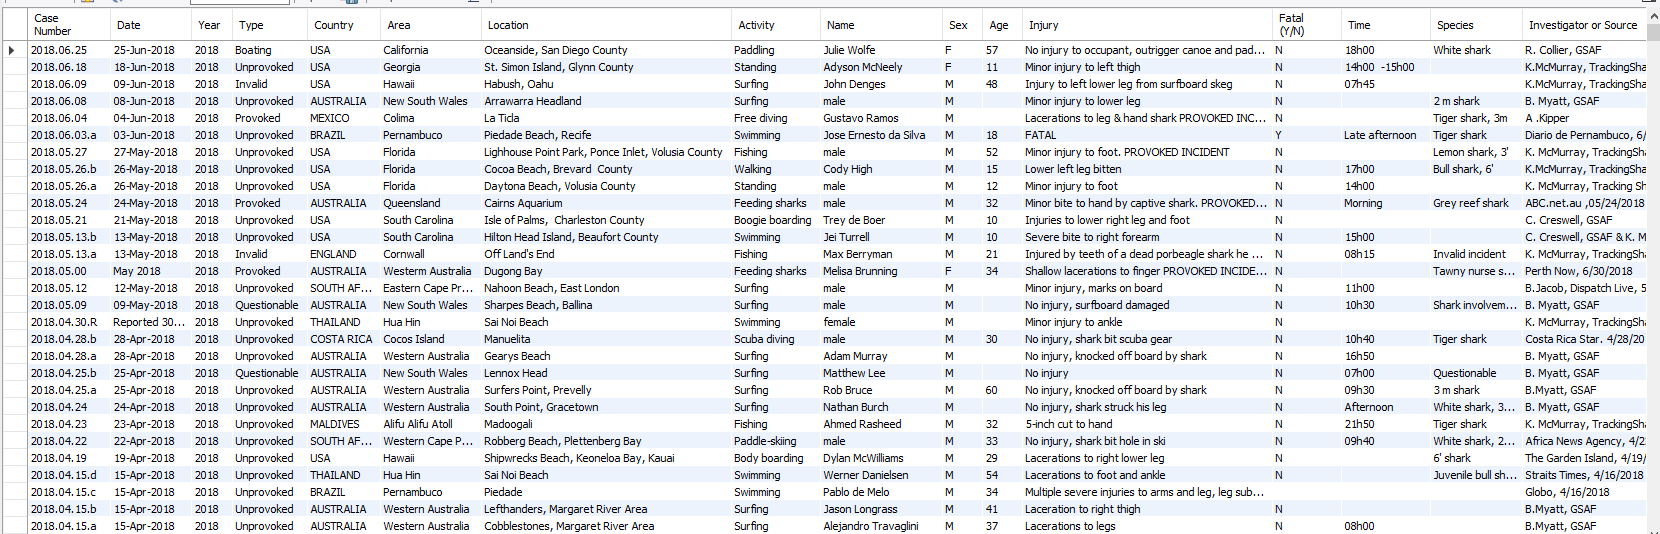 Case Number Date Year Type Country Area Location Activity Name Sex Age Injury Fatal (Y/N) Time Species Investigator or Source
2018.06.25 25-Jun-2018 2018 Boating USA California Oceanside, San Diego County Paddling Julie Wolfe F 57 No injury to occupant, outrigger canoe and pad... N 18h00 White shark R. Collier, GSAF
2018.06.18 18-Jun-2018 2018 Unprovoked USA Georgia St. Simon Island, Glynn County Standing Adyson McNeely F 11 Minor injury to left thigh N 14h00 -15h00 K.McMurray, TrackingSha
2018.06.09 09-Jun-2018 2018 Invalid USA Hawaii Habush, Oahu Surfing John Denges M 48 Injury to left lower leg from surfboard skeg N 07h45 K.McMurray, TrackingSha
2018.06.08 08-Jun-2018 2018 Unprovoked AUSTRALIA New South Wales Arrawarra Headland Surfing male M Minor injury to lower leg N 2 m shark B. Myatt, GSAF
2018.06.04 04-Jun-2018 2018 Provoked MEXICO Colima La Ticla Free diving Gustavo Ramos M Lacerations to leg & hand shark PROVOKED INC... N Tiger shark, 3m A .Kipper
2018.06.03.a 03-Jun-2018 2018 Unprovoked BRAZIL Pernambuco Piedade Beach, Recife Swimming Jose Ernesto da Silva M 18 FATAL Y Late afternoon Tiger shark Diario de Pernambuco, 6/
2018.05.27 27-May-2018 2018 Unprovoked USA Florida Lighhouse Point Park, Ponce Inlet, Volusia County Fishing male M 52 Minor injury to foot. PROVOKED INCIDENT N Lemon shark, 3' K. McMurray, TrackingSha
2018.05.26.b 26-May-2018 2018 Unprovoked USA Florida Cocoa Beach, Brevard County Walking Cody High M 15 Lower left leg bitten N 17h00 Bull shark, 6' K.McMurray, TrackingSha
2018.05.26.a 26-May-2018 2018 Unprovoked USA Florida Daytona Beach, Volusia County Standing male M 12 Minor injury to foot N 14h00 K. McMurray, Tracking Sh
2018.05.24 24-May-2018 2018 Provoked AUSTRALIA Queensland Cairns Aquarium Feeding sharks male M 32 Minor bite to hand by captive shark. PROVOKED... N Morning Grey reef shark ABC.net.au ,05/24/2018
2018.05.21 21-May-2018 2018 Unprovoked USA South Carolina Isle of Palms, Charleston County Boogie boarding Trey de Boer M 10 Injuries to lower right leg and foot N C. Creswell, GSAF
2018.05.13.b 13-May-2018 2018 Unprovoked USA South Carolina Hilton Head Island, Beaufort County Swimming Jei Turrell M 10 Severe bite to right forearm N 15h00 C. Creswell, GSAF & K. M
2018.05.13.a 13-May-2018 2018 Invalid ENGLAND Cornwall Off Land's End Fishing Max Berryman M 21 Injured by teeth of a dead porbeagle shark he ... N 08h15 Invalid incident K. McMurray, TrackingSha
2018.05.00 May 2018 2018 Provoked AUSTRALIA Western Australia Dugong Bay Feeding sharks Melisa Brunning F 34 Shallow lacerations to finger PROVOKED INCIDE... N Tawny nurse s... Perth Now, 6/30/2018
2018.05.12 12-May-2018 2018 Unprovoked SOUTH AF... Eastern Cape Pr... Nahoon Beach, East London Surfing male M Minor injury, marks on board N 11h00 B.Jacob, Dispatch Live, 5
2018.05.09 09-May-2018 2018 Questionable AUSTRALIA New South Wales Sharpes Beach, Ballina Surfing male M No injury, surfboard damaged N 10h30 Shark involvem... B. Myatt, GSAF
2018.04.30.R Reported 30... 2018 Unprovoked THAILAND Hua Hin Sai Noi Beach Swimming female M Minor injury to ankle N K. McMurray, TrackingSha
2018.04.28.b 28-Apr-2018 2018 Unprovoked COSTA RICA Cocos Island Manuelita Scuba diving male M 30 No injury, shark bit scuba gear N 10h40 Tiger shark Costa Rica Star. 4/28/20
2018.04.28.a 28-Apr-2018 2018 Unprovoked AUSTRALIA Western Australia Gearys Beach Surfing Adam Murray M No injury, knocked off board by shark N 16h50 B. Myatt, GSAF
2018.04.25.b 25-Apr-2018 2018 Questionable AUSTRALIA New South Wales Lennox Head Surfing Matthew Lee M No injury N 07h00 Questionable B. Myatt, GSAF
2018.04.25.a 25-Apr-2018 2018 Unprovoked AUSTRALIA Western Australia Surfers Point, Prevelly Surfing Rob Bruce M 60 No injury, knocked off board by shark N 09h30 3 m shark B.Myatt, GSAF
2018.04.24 24-Apr-2018 2018 Unprovoked AUSTRALIA Western Australia South Point, Gracetown Surfing Nathan Burch M No injury, shark struck his leg N Afternoon White shark, 3... B. Myatt, GSAF
2018.04.23 23-Apr-2018 2018 Unprovoked MALDIVES Alifu Alifu Atoll Madoogali Fishing Ahmed Rasheed M 32 5-inch cut to hand N 21h50 Tiger shark K. McMurray, TrackingSha
2018.04.22 22-Apr-2018 2018 Unprovoked SOUTH AF... Western Cape P... Robberg Beach, Plettenberg Bay Paddle-skiing male M 33 No injury, shark bit hole in ski N 09h40 White shark, 2... Africa News Agency, 4/2
2018.04.19 19-Apr-2018 2018 Unprovoked USA Hawaii Shipwrecks Beach, Keoneloa Bay, Kauai Body boarding Dylan McWilliams M 29 Lacerations to right lower leg N 6' shark The Garden Island, 4/19/
2018.04.15.d 15-Apr-2018 2018 Unprovoked THAILAND Hua Hin Sai Noi Beach Swimming Werner Danielsen M 54 Lacerations to foot and ankle N Juvenile bull sh... Straits Times, 4/16/2018
2018.04.15.c 15-Apr-2018 2018 Unprovoked BRAZIL Pernambuco Piedade Swimming Pablo de Melo M 34 Multiple severe injuries to arms and leg, leg sub... Globo, 4/16/2018
2018.04.15.b 15-Apr-2018 2018 Unprovoked AUSTRALIA Western Australia Lefthanders, Margaret River Area Surfing Jason Longrass M 41 Laceration to right thigh N B.Myatt, GSAF
2018.04.15.a 15-Apr-2018 2018 Unprovoked AUSTRALIA Western Australia Cobblestones, Margaret River Area Surfing Alejandro Travaglini M 37 Lacerations to legs N 08h00 B.Myatt, GSAF